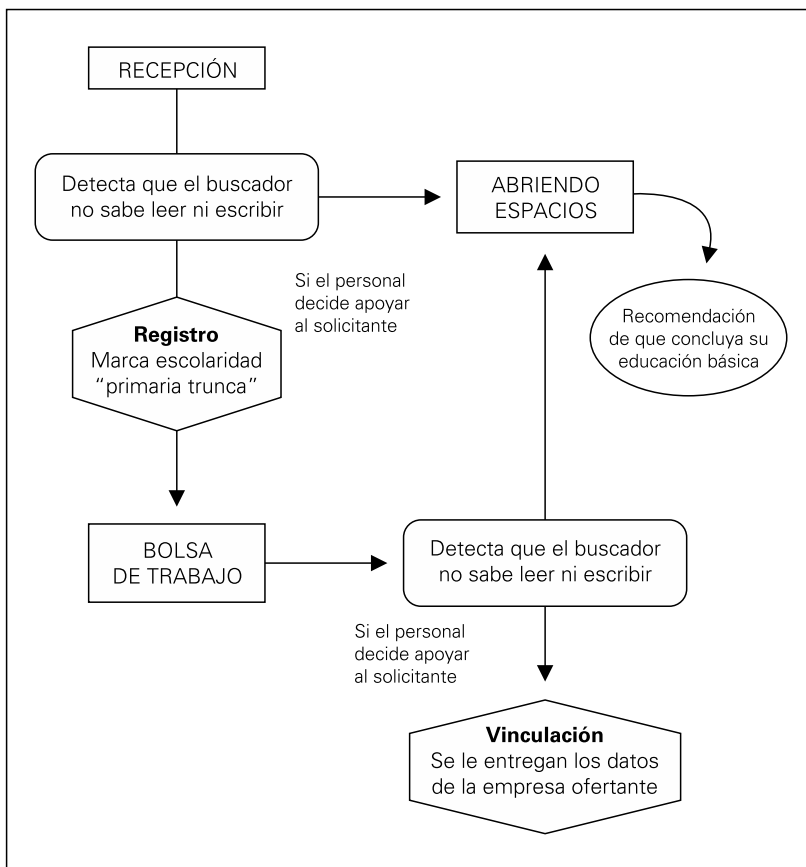 RECEPCIÓN
Detecta que el buscador
no sabe leer ni escribir
ABRIENDO
ESPACIOS
Si el personal
decide apoyar
al solicitante
Recomendación
de que concluya su
educación básica
Registro
Marca escolaridad
“primaria trunca”
BOLSA
DE TRABAJO
Detecta que el buscador
no sabe leer ni escribir
Si el personal
decide apoyar
al solicitante
Vinculación
Se le entregan los datos
de la empresa ofertante